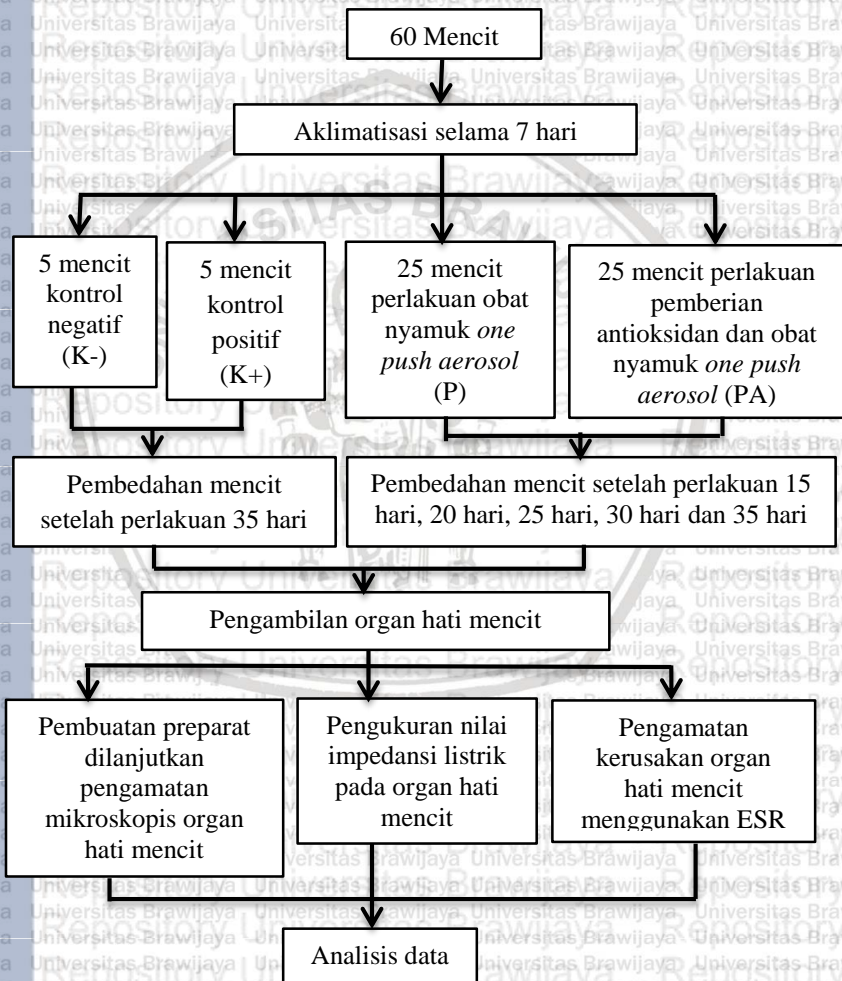 60 Mencit
Aklimatisasi selama 7 hari
5 mencit
kontrol
negatif
(K-)
5 mencit
kontrol
positif
(K+)
25 mencit
perlakuan obat
nyamuk one
push aerosol
(P)
25 mencit perlakuan
pemberian
antioksidan dan obat
nyamuk one push
aerosol (PA)
Pembedahan mencit
setelah perlakuan 35 hari
Pembedahan mencit setelah perlakuan 15
hari, 20 hari, 25 hari, 30 hari dan 35 hari
Pengambilan organ hati mencit
Pembuatan preparat
dilanjutkan
pengamatan
mikroskopis organ
hati mencit
Pengukuran nilai
impedansi listrik
pada organ hati
mencit
Pengamatan
kerusakan organ
hati mencit
menggunakan ESR
Analisis data